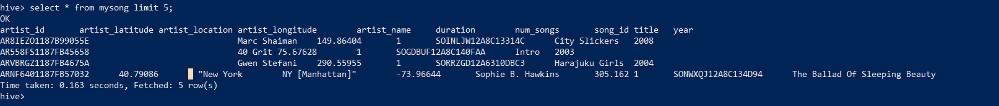 hive> select * from mysong limit 5;
OK
artist_id artist_latitude artist_location artist_longitude artist_name duration num_songs song_id title year
AR8IEZO1187B99055E Marc Shaiman 149.86404 1 SOINLJW12A8C13314C City Slickers 2008
AR558FS1187FB45658 40 Grit 75.67628 1 SOGDBUF12A8C140FAA Intro 2003
ARVBRGZ1187FB4675A Gwen Stefani 290.55955 1 SORRZGD12A6310DBC3 Harajuku Girls 2004
ARNF6401187FB57032 40.79086 "New York NY [Manhattan]" -73.96644 Sophie B. Hawkins 305.162 1 SONWXQJ12A8C134D94 The Ballad Of Sleeping Beauty
Time taken: 0.163 seconds, Fetched: 5 row(s)
hive>